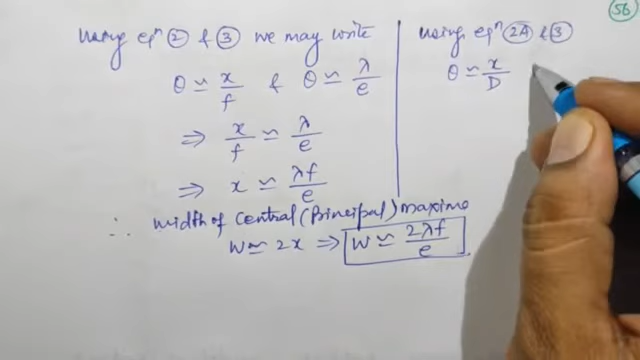 56
using eqⁿ ② & ③ we may write
θ ≃ x/f & θ ≃ λ/e
⇒ x/f ≃ λ/e
⇒ x ≃ λf/e
∴ width of central (Principal) maxima
W ≃ 2x ⇒ W ≃ 2λf/e
using eqⁿ (2A) & ③
θ ≃ x/D